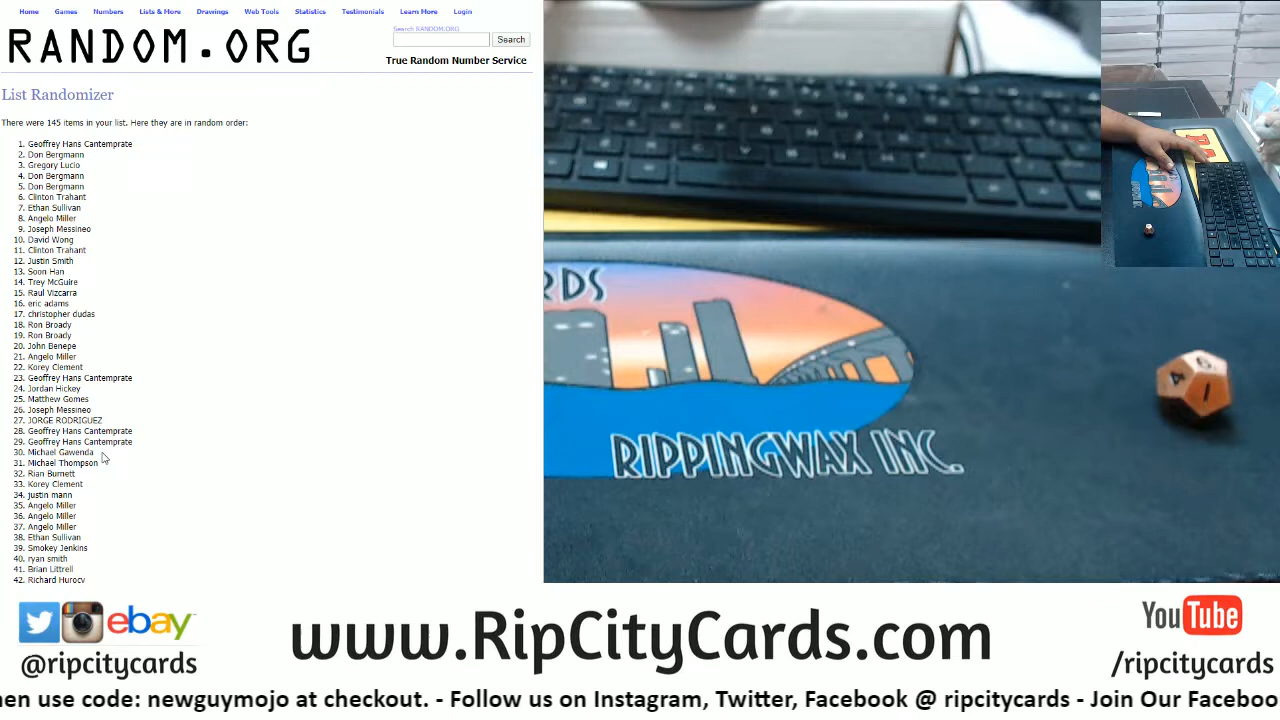 Home Games Numbers Lists & More Drawings Web Tools Statistics Testimonials Learn More Login
RANDOM.ORG
Search RANDOM.ORG
Search
True Random Number Service
List Randomizer
There were 145 items in your list. Here they are in random order:
1. Geoffrey Hans Cantemprate
2. Don Bergmann
3. Gregory Lucio
4. Don Bergmann
5. Don Bergmann
6. Clinton Trahant
7. Ethan Sullivan
8. Angelo Miller
9. Joseph Messineo
10. David Wong
11. Clinton Trahant
12. Justin Smith
13. Soon Han
14. Trey McGuire
15. Raul Vizcarra
16. eric adams
17. christopher dudas
18. Ron Broady
19. Ron Broady
20. John Benepe
21. Angelo Miller
22. Korey Clement
23. Geoffrey Hans Cantemprate
24. Jordan Hickey
25. Matthew Gomes
26. Joseph Messineo
27. JORGE RODRIGUEZ
28. Geoffrey Hans Cantemprate
29. Geoffrey Hans Cantemprate
30. Michael Gawenda
31. Michael Thompson
32. Rian Burnett
33. Korey Clement
34. justin mann
35. Angelo Miller
36. Angelo Miller
37. Angelo Miller
38. Ethan Sullivan
39. Smokey Jenkins
40. ryan smith
41. Brian Littrell
42. Richard Hurocy
RDS
RIPPINGWAX INC.
4 6 1
ebay
@ripcitycards
www.RipCityCards.com
YouTube
/ripcitycards
hen use code: newguymojo at checkout. - Follow us on Instagram, Twitter, Facebook @ ripcitycards - Join Our Faceboo